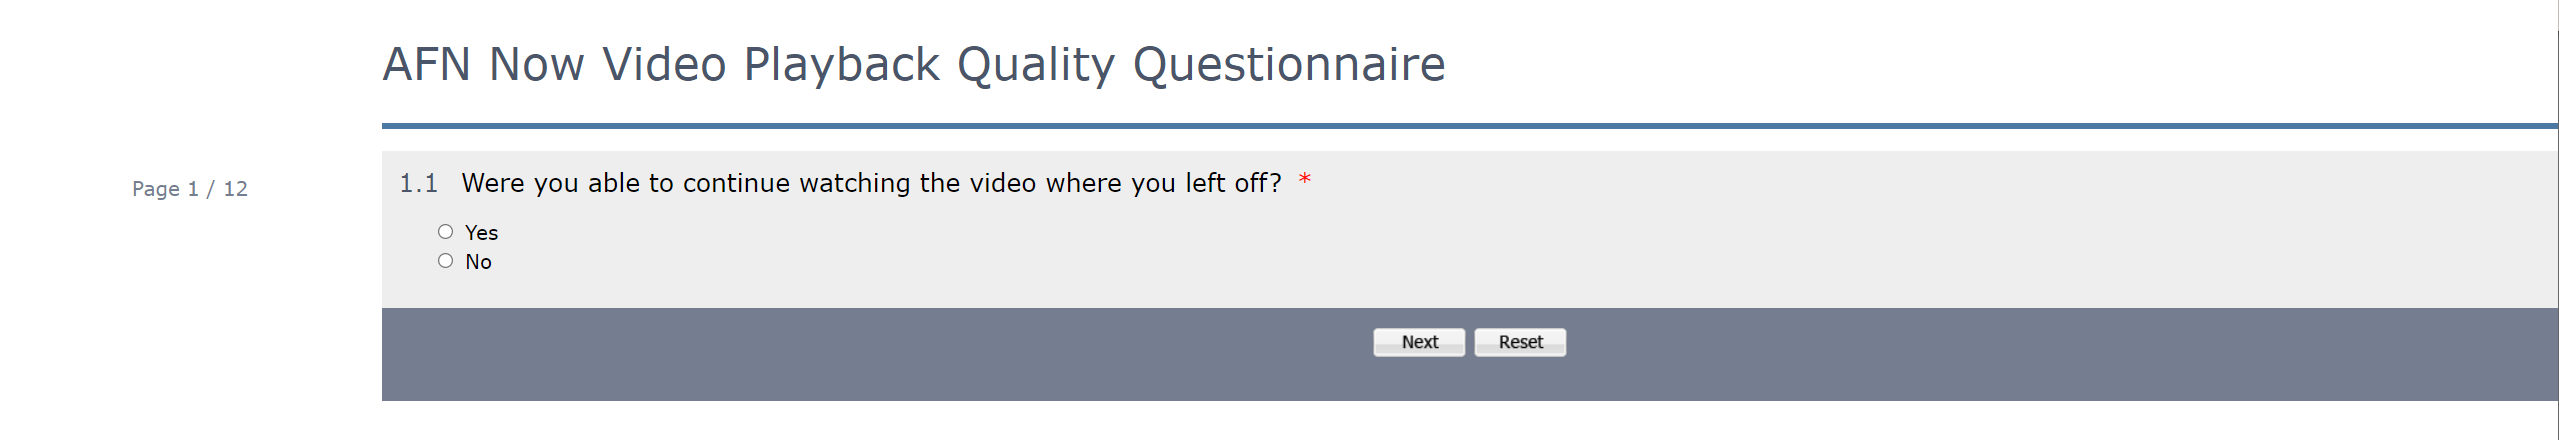 AFN Now Video Playback Quality Questionnaire
Page 1 / 12
1.1 Were you able to continue watching the video where you left off? *
Yes
No
Next Reset